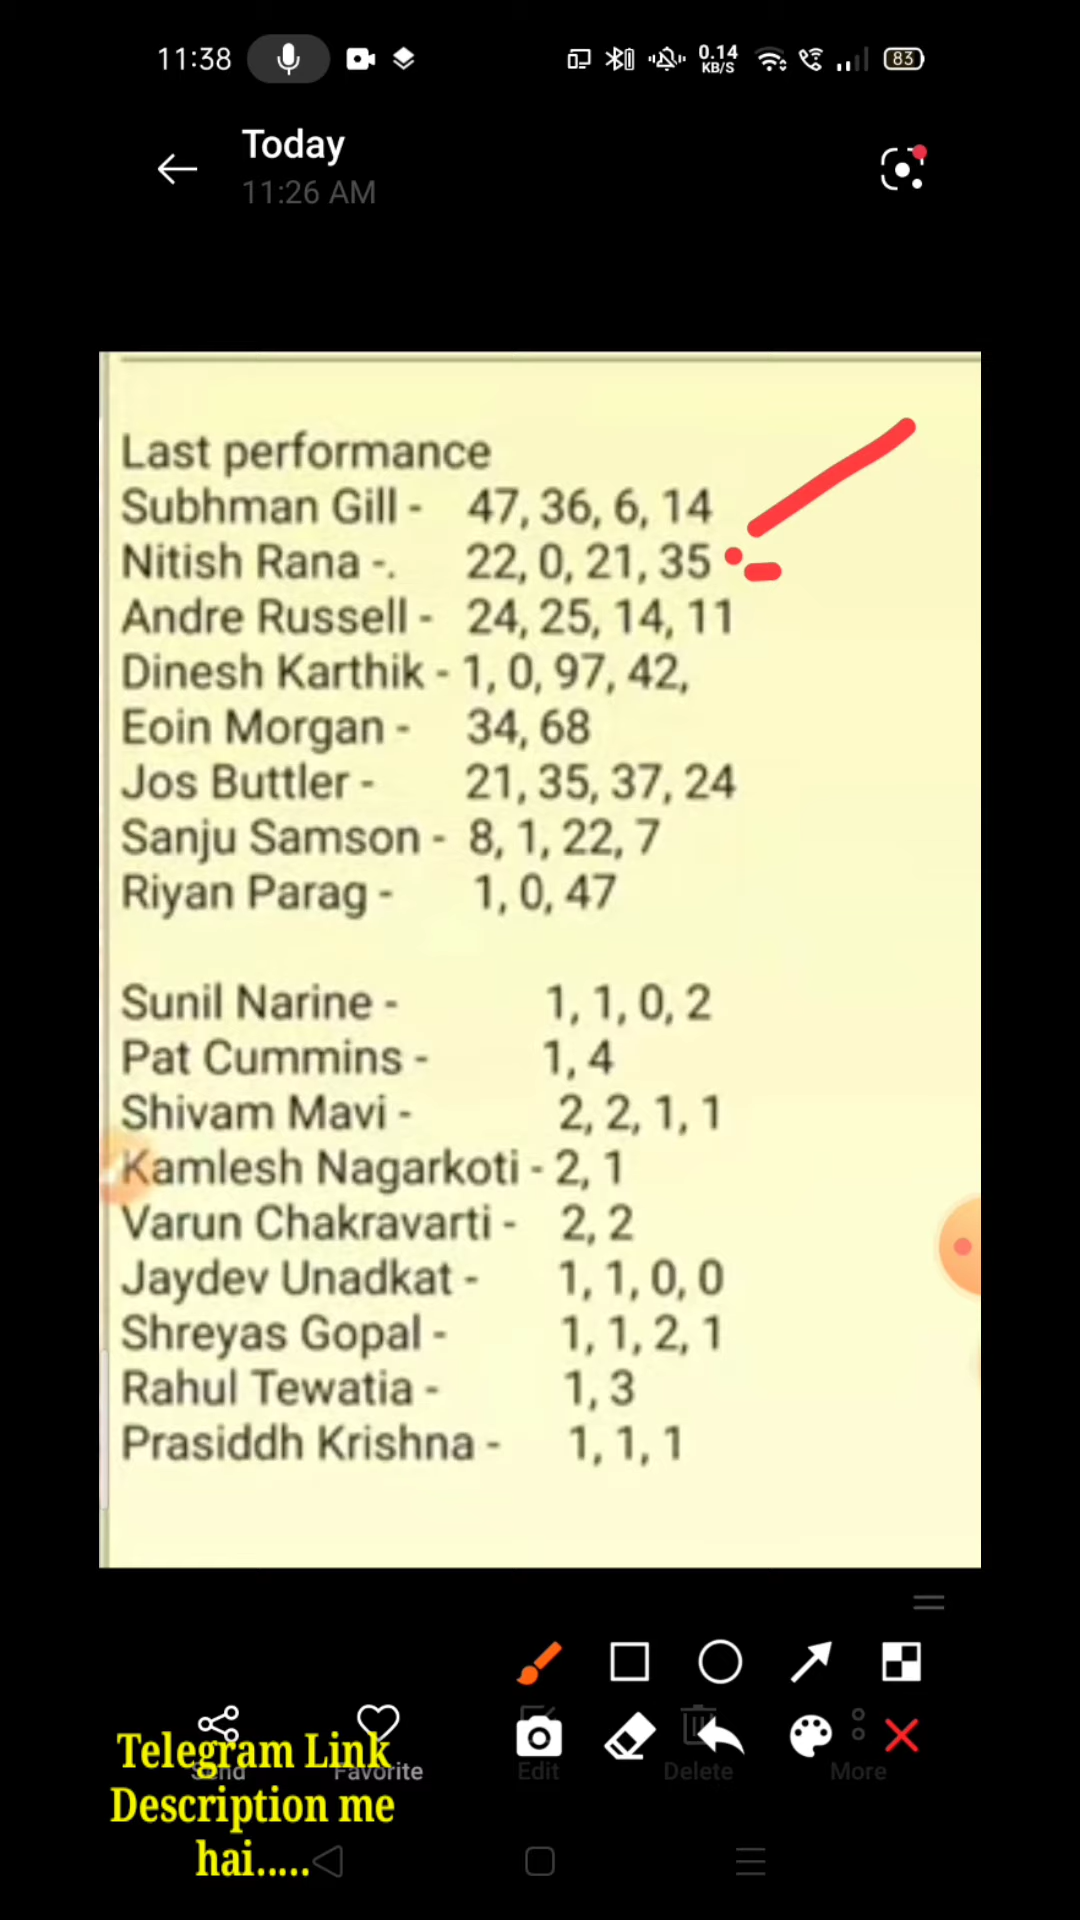 11:38
0.14
KB/S
83
Today
11:26 AM
Last performance
Subhman Gill - 47, 36, 6, 14
Nitish Rana -. 22, 0, 21, 35
Andre Russell - 24, 25, 14, 11
Dinesh Karthik - 1, 0, 97, 42,
Eoin Morgan - 34, 68
Jos Buttler - 21, 35, 37, 24
Sanju Samson - 8, 1, 22, 7
Riyan Parag - 1, 0, 47
Sunil Narine - 1, 1, 0, 2
Pat Cummins - 1, 4
Shivam Mavi - 2, 2, 1, 1
Kamlesh Nagarkoti - 2, 1
Varun Chakravarti - 2, 2
Jaydev Unadkat - 1, 1, 0, 0
Shreyas Gopal - 1, 1, 2, 1
Rahul Tewatia - 1, 3
Prasiddh Krishna - 1, 1, 1
Send Favorite Edit Delete More
Telegram Link
Description me
hai.....